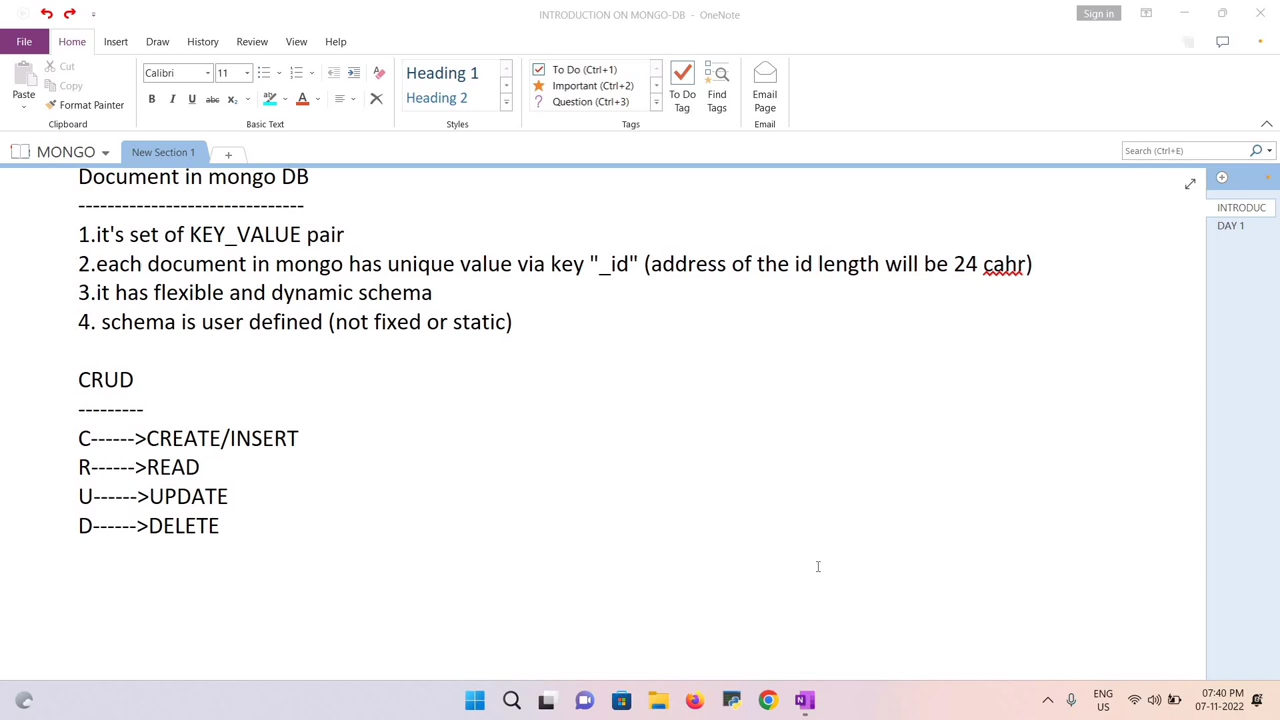 INTRODUCTION ON MONGO-DB - OneNote
Sign in
File Home Insert Draw History Review View Help
Paste
Cut
Copy
Format Painter
Clipboard
Calibri 11
B I U abc x₂ A
Basic Text
Heading 1
Heading 2
Styles
To Do (Ctrl+1)
Important (Ctrl+2)
? Question (Ctrl+3)
To Do Tag
Find Tags
Tags
Email Page
Email
MONGO
New Section 1
+
Search (Ctrl+E)
INTRODUC
DAY 1
Document in mongo DB
-------------------------------
1.it's set of KEY_VALUE pair
2.each document in mongo has unique value via key "_id" (address of the id length will be 24 cahr)
3.it has flexible and dynamic schema
4. schema is user defined (not fixed or static)
CRUD
---------
C------>CREATE/INSERT
R------>READ
U------>UPDATE
D------>DELETE
ENG
US
07:40 PM
07-11-2022